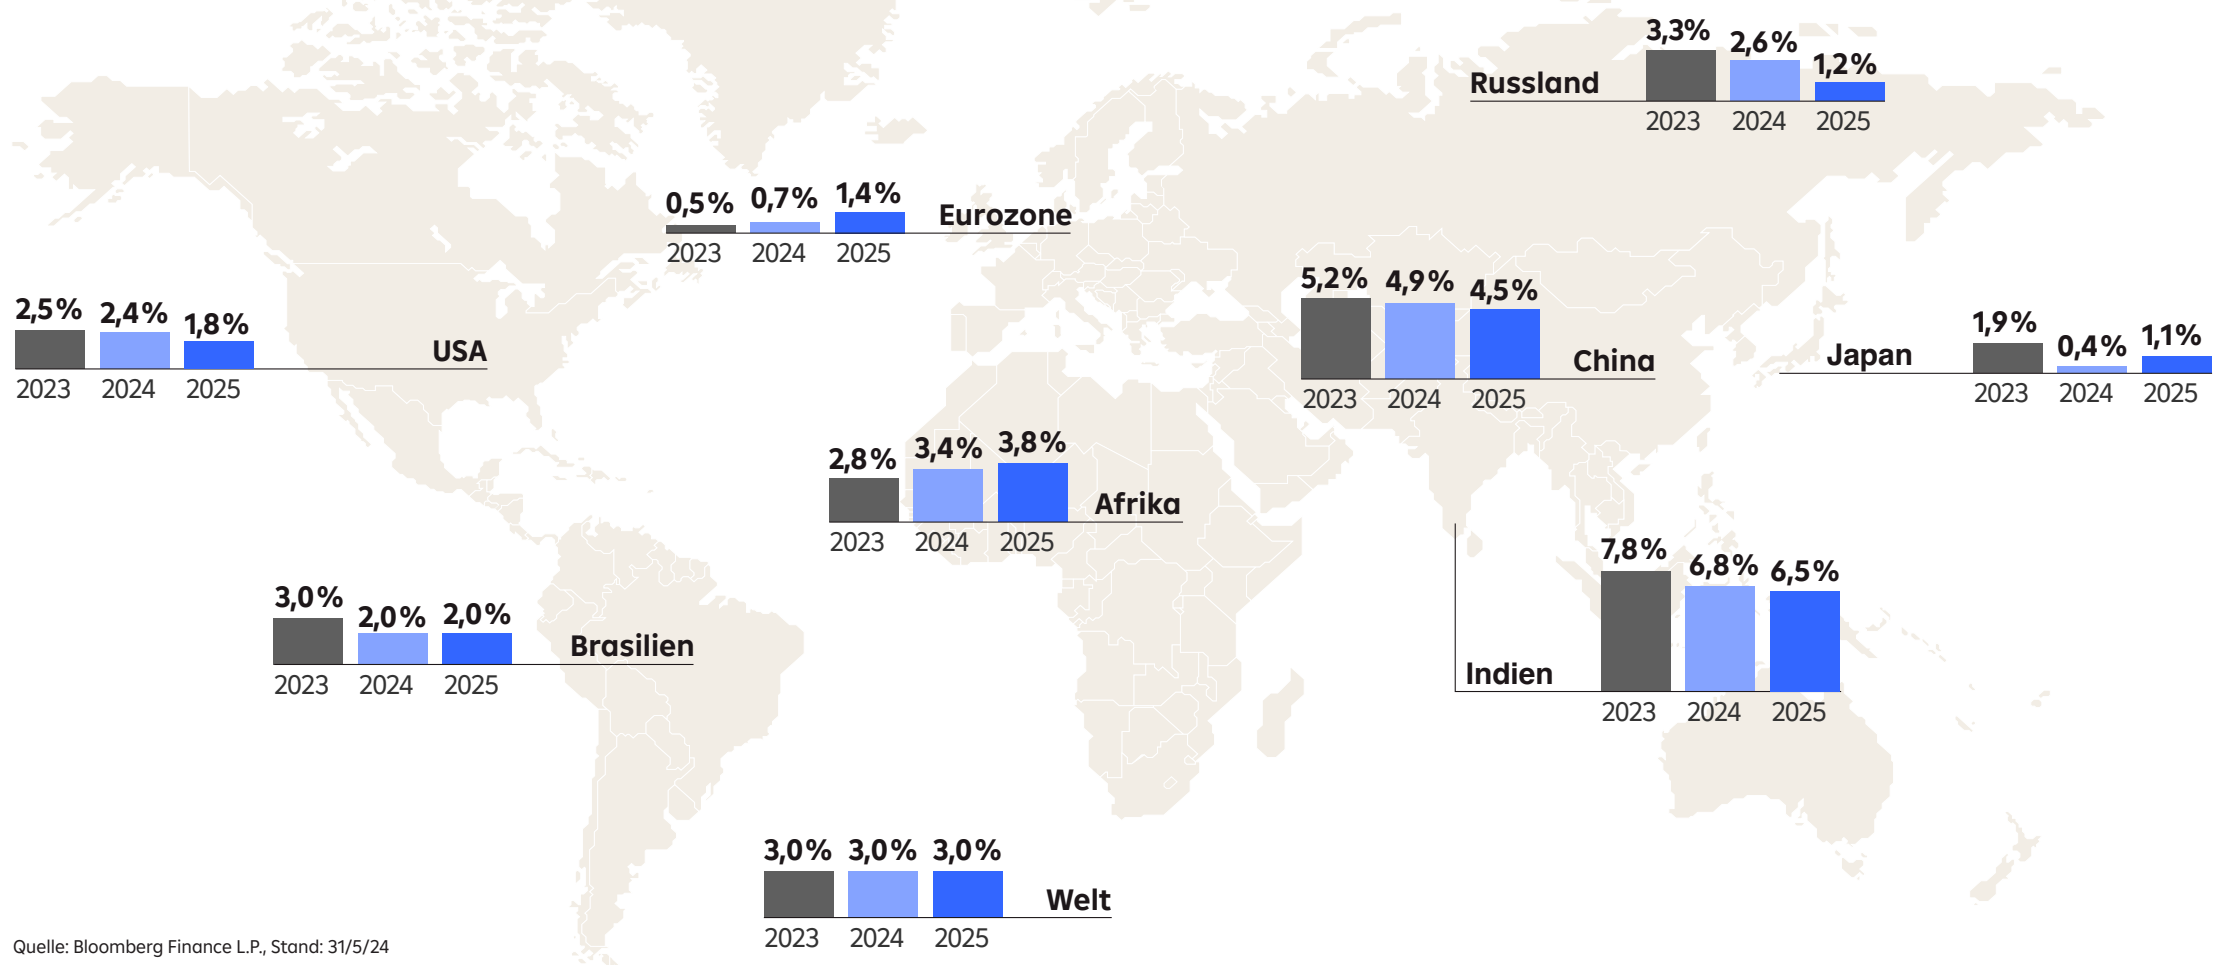 Russland
3,3% 2,6% 1,2%
2023 2024 2025
0,5% 0,7% 1,4%
Eurozone
2023 2024 2025
2,5% 2,4% 1,8%
USA
2023 2024 2025
5,2% 4,9% 4,5%
China
2023 2024 2025
Japan
1,9% 0,4% 1,1%
2023 2024 2025
2,8% 3,4% 3,8%
Afrika
2023 2024 2025
3,0% 2,0% 2,0%
Brasilien
2023 2024 2025
7,8% 6,8% 6,5%
Indien
2023 2024 2025
3,0% 3,0% 3,0%
Welt
2023 2024 2025
Quelle: Bloomberg Finance L.P., Stand: 31/5/24